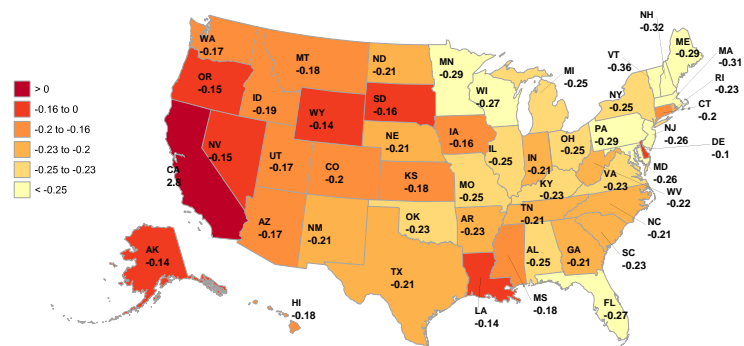 > 0
-0.16 to 0
-0.2 to -0.16
-0.23 to -0.2
-0.25 to -0.23
< -0.25
WA
-0.17
OR
-0.15
CA
2.8
NV
-0.15
ID
-0.19
MT
-0.18
WY
-0.14
UT
-0.17
AZ
-0.17
CO
-0.2
NM
-0.21
ND
-0.21
SD
-0.16
NE
-0.21
KS
-0.18
OK
-0.23
TX
-0.21
MN
-0.29
IA
-0.16
MO
-0.25
AR
-0.23
LA
-0.14
WI
-0.27
IL
-0.25
MI
-0.25
IN
-0.21
OH
-0.25
KY
-0.23
TN
-0.21
MS
-0.18
AL
-0.25
GA
-0.21
FL
-0.27
SC
-0.23
NC
-0.21
VA
-0.23
WV
-0.22
MD
-0.26
DE
-0.1
NJ
-0.26
PA
-0.29
NY
-0.25
CT
-0.2
RI
-0.23
MA
-0.31
ME
-0.29
NH
-0.32
VT
-0.36
AK
-0.14
HI
-0.18